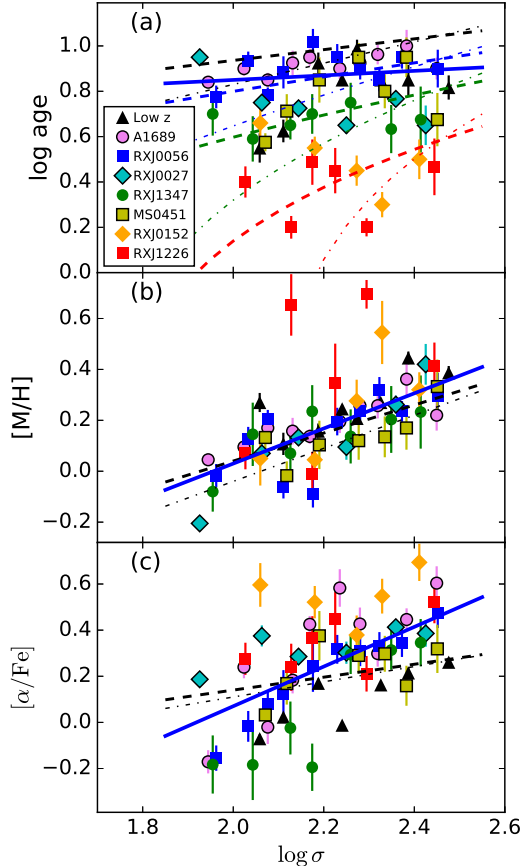 (a)
1.0
0.8
0.6
0.4
0.2
0.0
log age
Low z
A1689
RXJ0056
RXJ0027
RXJ1347
MS0451
RXJ0152
RXJ1226
(b)
0.6
0.4
0.2
0.0
−0.2
[M/H]
(c)
0.6
0.4
0.2
0.0
−0.2
[α/Fe]
1.8
2.0
2.2
2.4
2.6
log σ